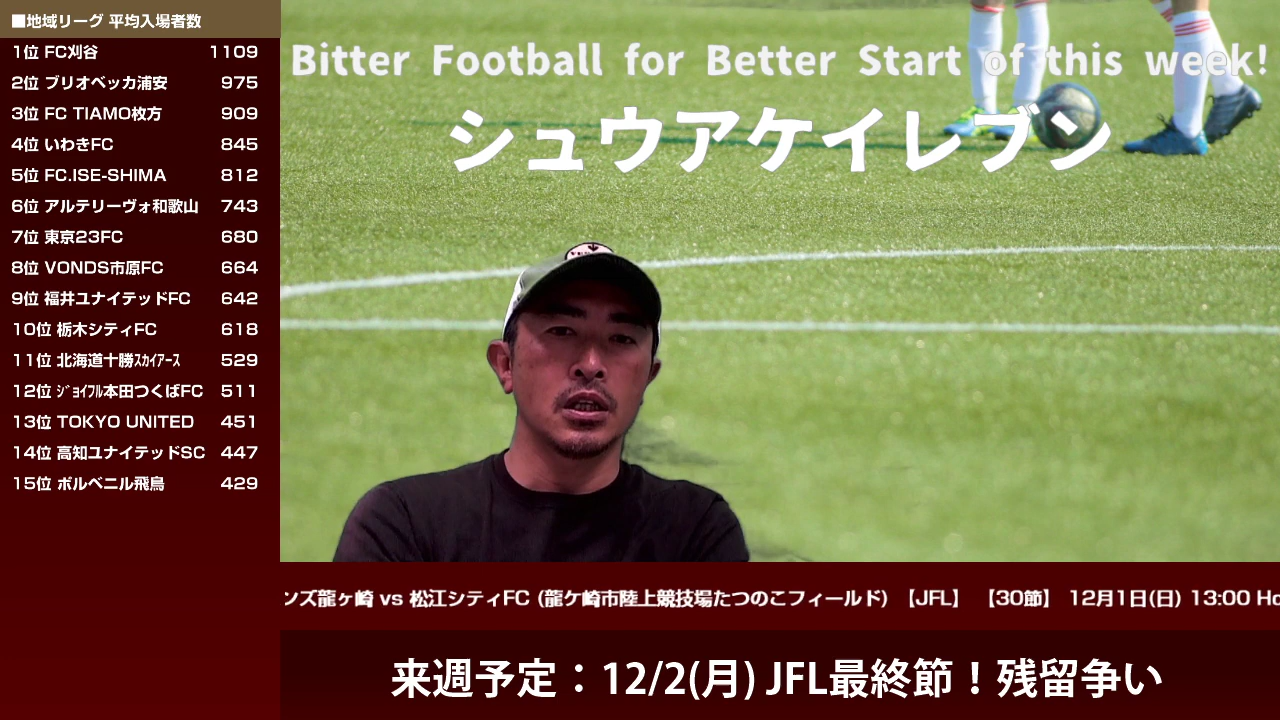 ■地域リーグ 平均入場者数
1位 FC刈谷 1109
2位 ブリオベッカ浦安 975
3位 FC TIAMO枚方 909
4位 いわきFC 845
5位 FC.ISE-SHIMA 812
6位 アルテリーヴォ和歌山 743
7位 東京23FC 680
8位 VONDS市原FC 664
9位 福井ユナイテッドFC 642
10位 栃木シティFC 618
11位 北海道十勝ｽｶｲｱｰｽ 529
12位 ｼﾞｮｲﾌﾙ本田つくばFC 511
13位 TOKYO UNITED 451
14位 高知ユナイテッドSC 447
15位 ポルベニル飛鳥 429
Bitter Football for Better Start of this week!
シュウアケイレブン
ンズ龍ヶ崎 vs 松江シティFC (龍ケ崎市陸上競技場たつのこフィールド) 【JFL】 【30節】 12月1日(日) 13:00 Ho
来週予定：12/2(月) JFL最終節！残留争い